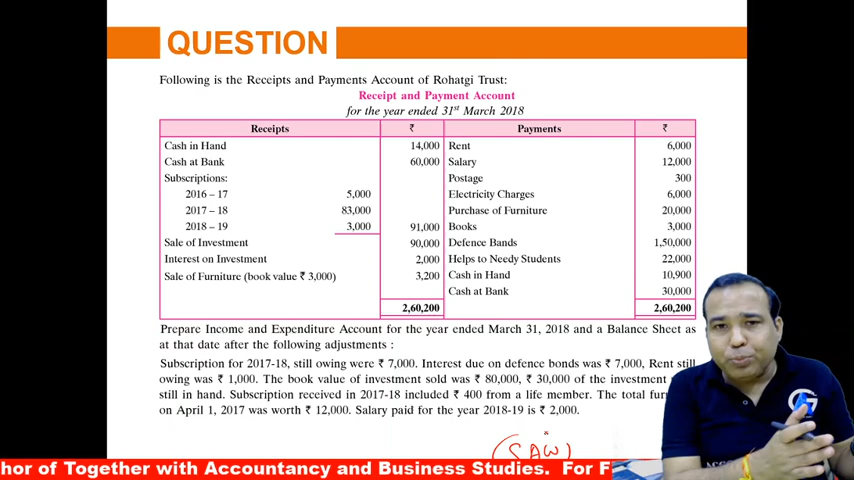 QUESTION
Following is the Receipts and Payments Account of Rohatgi Trust:
Receipt and Payment Account
for the year ended 31st March 2018
Receipts ₹ Payments ₹
Cash in Hand 14,000 Rent 6,000
Cash at Bank 60,000 Salary 12,000
Subscriptions: Postage 300
2016 – 17 5,000 Electricity Charges 6,000
2017 – 18 83,000 Purchase of Furniture 20,000
2018 – 19 3,000 91,000 Books 3,000
Sale of Investment 90,000 Defence Bands 1,50,000
Interest on Investment 2,000 Helps to Needy Students 22,000
Sale of Furniture (book value ₹ 3,000) 3,200 Cash in Hand 10,900
Cash at Bank 30,000
2,60,200 2,60,200
Prepare Income and Expenditure Account for the year ended March 31, 2018 and a Balance Sheet as
at that date after the following adjustments :
Subscription for 2017-18, still owing were ₹ 7,000. Interest due on defence bonds was ₹ 7,000, Rent still
owing was ₹ 1,000. The book value of investment sold was ₹ 80,000, ₹ 30,000 of the investment
still in hand. Subscription received in 2017-18 included ₹ 400 from a life member. The total
on April 1, 2017 was worth ₹ 12,000. Salary paid for the year 2018-19 is ₹ 2,000.
(SAW)
hor of Together with Accountancy and Business Studies. For F
G